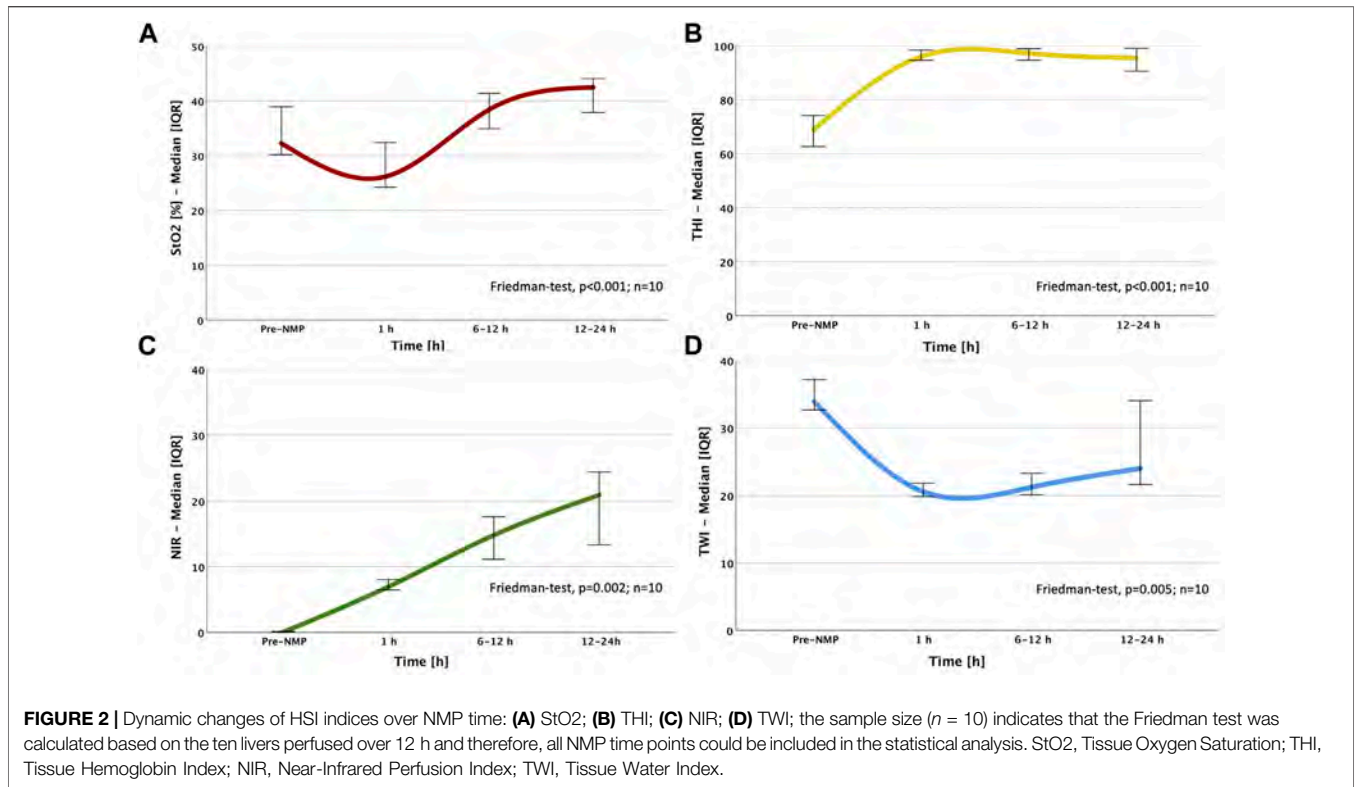 A
50
40
30
20
10
0
StO2 [%] – Median [IQR]
Friedman-test, p<0.001; n=10
Pre-NMP 1 h 6-12 h 12-24 h
Time [h]
B
100
80
60
40
20
0
THI – Median [IQR]
Friedman-test, p<0.001; n=10
Pre-NMP 1 h 6-12 h 12-24 h
Time [h]
C
40
30
20
10
0
NIR – Median [IQR]
Friedman-test, p=0.002; n=10
Pre-NMP 1 h 6-12 h 12-24h
Time [h]
D
40
30
20
10
0
TWI – Median [IQR]
Friedman-test, p=0.005; n=10
Pre-NMP 1 h 6-12 h 12-24 h
Time [h]
FIGURE 2 | Dynamic changes of HSI indices over NMP time: (A) StO2; (B) THI; (C) NIR; (D) TWI; the sample size (n = 10) indicates that the Friedman test was
calculated based on the ten livers perfused over 12 h and therefore, all NMP time points could be included in the statistical analysis. StO2, Tissue Oxygen Saturation; THI,
Tissue Hemoglobin Index; NIR, Near-Infrared Perfusion Index; TWI, Tissue Water Index.